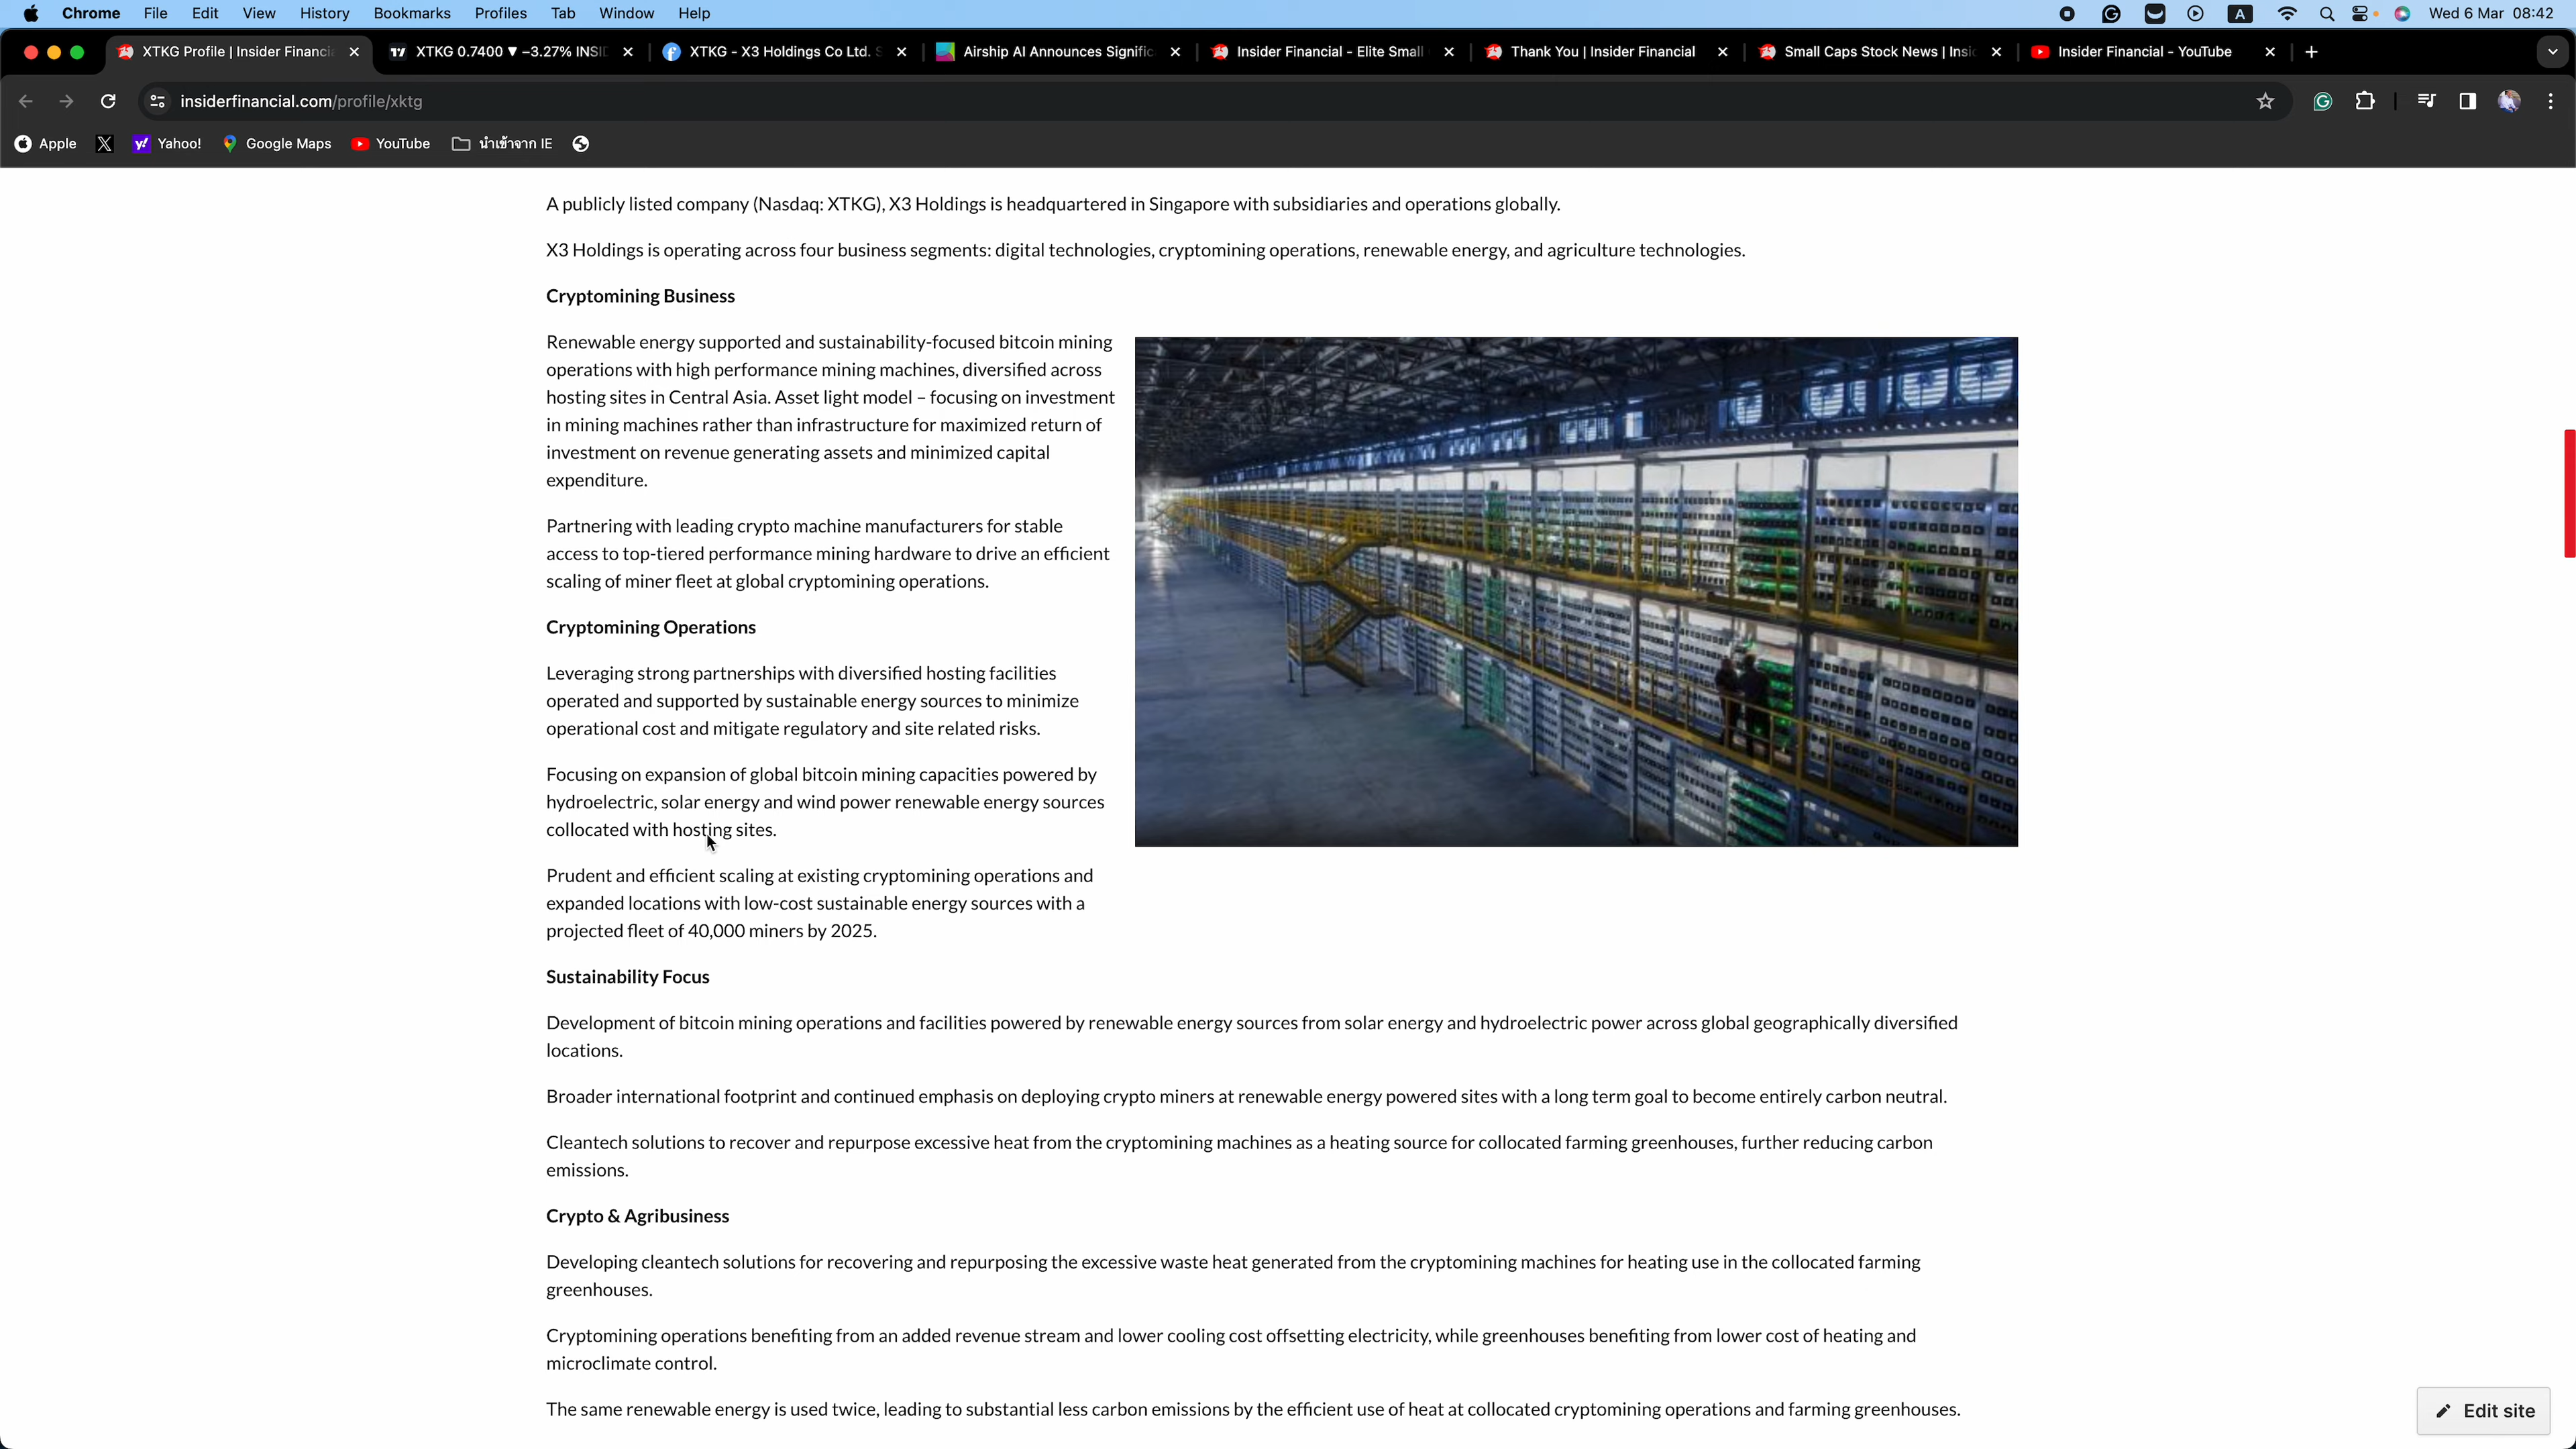 Chrome File Edit View History Bookmarks Profiles Tab Window Help A Wed 6 Mar 08:42
XTKG Profile | Insider Financi XTKG 0.7400 ▼ −3.27% INSI XTKG - X3 Holdings Co Ltd. S Airship AI Announces Signific Insider Financial - Elite Small Thank You | Insider Financial Small Caps Stock News | Insi Insider Financial - YouTube
insiderfinancial.com/profile/xktg
Apple Yahoo! Google Maps YouTube นำเข้าจาก IE
A publicly listed company (Nasdaq: XTKG), X3 Holdings is headquartered in Singapore with subsidiaries and operations globally.
X3 Holdings is operating across four business segments: digital technologies, cryptomining operations, renewable energy, and agriculture technologies.
Cryptomining Business
Renewable energy supported and sustainability-focused bitcoin mining
operations with high performance mining machines, diversified across
hosting sites in Central Asia. Asset light model – focusing on investment
in mining machines rather than infrastructure for maximized return of
investment on revenue generating assets and minimized capital
expenditure.
Partnering with leading crypto machine manufacturers for stable
access to top-tiered performance mining hardware to drive an efficient
scaling of miner fleet at global cryptomining operations.
Cryptomining Operations
Leveraging strong partnerships with diversified hosting facilities
operated and supported by sustainable energy sources to minimize
operational cost and mitigate regulatory and site related risks.
Focusing on expansion of global bitcoin mining capacities powered by
hydroelectric, solar energy and wind power renewable energy sources
collocated with hosting sites.
Prudent and efficient scaling at existing cryptomining operations and
expanded locations with low-cost sustainable energy sources with a
projected fleet of 40,000 miners by 2025.
Sustainability Focus
Development of bitcoin mining operations and facilities powered by renewable energy sources from solar energy and hydroelectric power across global geographically diversified
locations.
Broader international footprint and continued emphasis on deploying crypto miners at renewable energy powered sites with a long term goal to become entirely carbon neutral.
Cleantech solutions to recover and repurpose excessive heat from the cryptomining machines as a heating source for collocated farming greenhouses, further reducing carbon
emissions.
Crypto & Agribusiness
Developing cleantech solutions for recovering and repurposing the excessive waste heat generated from the cryptomining machines for heating use in the collocated farming
greenhouses.
Cryptomining operations benefiting from an added revenue stream and lower cooling cost offsetting electricity, while greenhouses benefiting from lower cost of heating and
microclimate control.
The same renewable energy is used twice, leading to substantial less carbon emissions by the efficient use of heat at collocated cryptomining operations and farming greenhouses.
Edit site